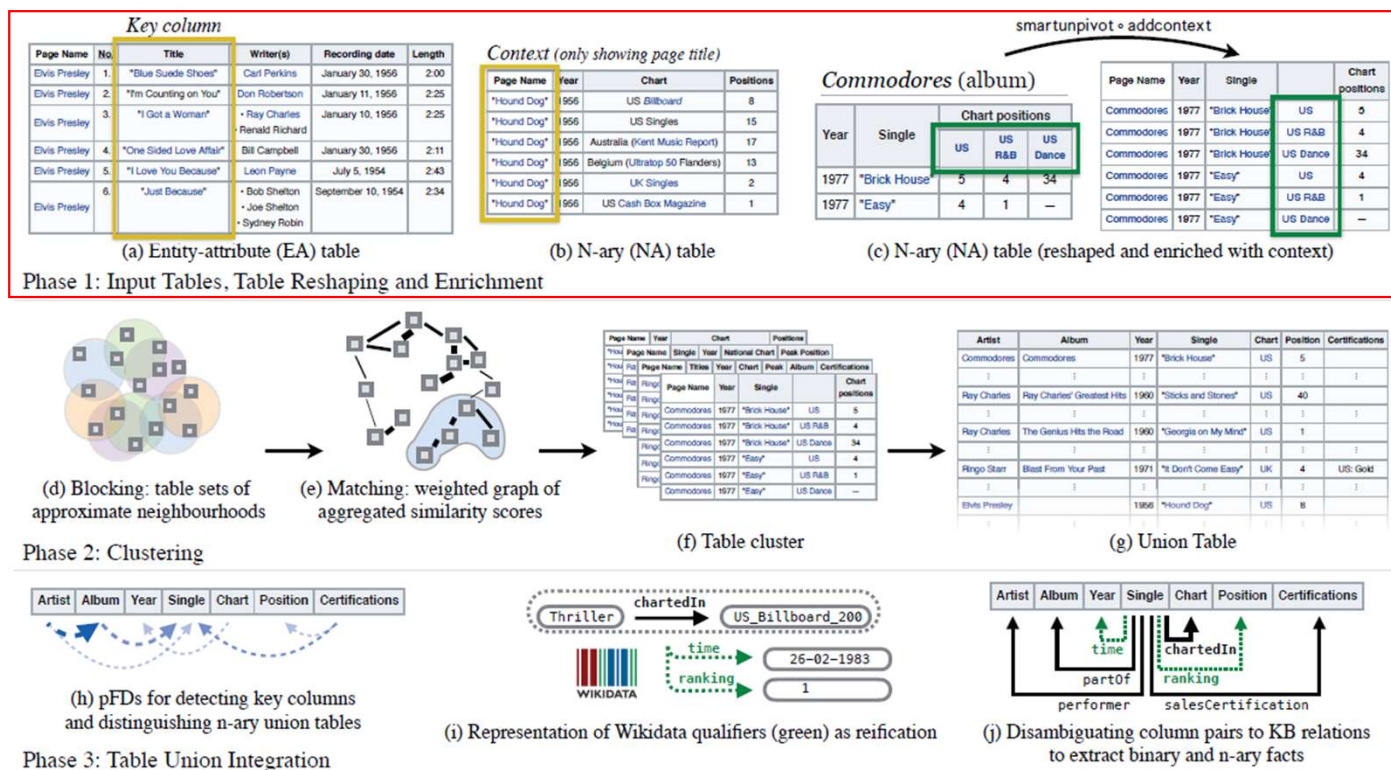 Key column
Page Name No. Title Writer(s) Recording date Length
Elvis Presley 1. "Blue Suede Shoes" Carl Perkins January 30, 1956 2:00
Elvis Presley 2. "I'm Counting on You" Don Robertson January 11, 1956 2:25
Elvis Presley 3. "I Got a Woman" • Ray Charles January 10, 1956 2:25
• Renald Richard
Elvis Presley 4. "One Sided Love Affair" Bill Campbell January 30, 1956 2:11
Elvis Presley 5. "I Love You Because" Leon Payne July 5, 1954 2:43
Elvis Presley 6. "Just Because" • Bob Shelton September 10, 1954 2:34
• Joe Shelton
• Sydney Robin
(a) Entity-attribute (EA) table
Context (only showing page title)
Page Name Year Chart Positions
"Hound Dog" 1956 US Billboard 8
"Hound Dog" 1956 US Singles 15
"Hound Dog" 1956 Australia (Kent Music Report) 17
"Hound Dog" 1956 Belgium (Ultratop 50 Flanders) 13
"Hound Dog" 1956 UK Singles 2
"Hound Dog" 1956 US Cash Box Magazine 1
(b) N-ary (NA) table
smartunpivot ∘ addcontext
Commodores (album)
Year Single Chart positions
US US R&B US Dance
1977 "Brick House" 5 4 34
1977 "Easy" 4 1 —
Page Name Year Single Chart positions
Commodores 1977 "Brick House" US 5
Commodores 1977 "Brick House" US R&B 4
Commodores 1977 "Brick House" US Dance 34
Commodores 1977 "Easy" US 4
Commodores 1977 "Easy" US R&B 1
Commodores 1977 "Easy" US Dance —
(c) N-ary (NA) table (reshaped and enriched with context)
Phase 1: Input Tables, Table Reshaping and Enrichment
(d) Blocking: table sets of
approximate neighbourhoods
(e) Matching: weighted graph of
aggregated similarity scores
Page Name Year Chart Positions
Page Name Single Year National Chart Peak Position
Page Name Titles Year Chart Peak Album Certifications
Page Name Year Single Chart positions
Commodores 1977 "Brick House" US 5
Commodores 1977 "Brick House" US R&B 4
Commodores 1977 "Brick House" US Dance 34
Commodores 1977 "Easy" US 4
Commodores 1977 "Easy" US R&B 1
Commodores 1977 "Easy" US Dance —
(f) Table cluster
Artist Album Year Single Chart Position Certifications
Commodores Commodores 1977 "Brick House" US 5
Ray Charles Ray Charles' Greatest Hits 1960 "Sticks and Stones" US 40
Ray Charles The Genius Hits the Road 1960 "Georgia on My Mind" US 1
Ringo Starr Blast From Your Past 1971 "It Don't Come Easy" UK 4 US: Gold
Elvis Presley 1956 "Hound Dog" US 8
(g) Union Table
Phase 2: Clustering
Artist Album Year Single Chart Position Certifications
(h) pFDs for detecting key columns
and distinguishing n-ary union tables
Thriller chartedIn US_Billboard_200
WIKIDATA
time 26-02-1983
ranking 1
(i) Representation of Wikidata qualifiers (green) as reification
Artist Album Year Single Chart Position Certifications
time chartedIn
partOf ranking
performer salesCertification
(j) Disambiguating column pairs to KB relations
to extract binary and n-ary facts
Phase 3: Table Union Integration